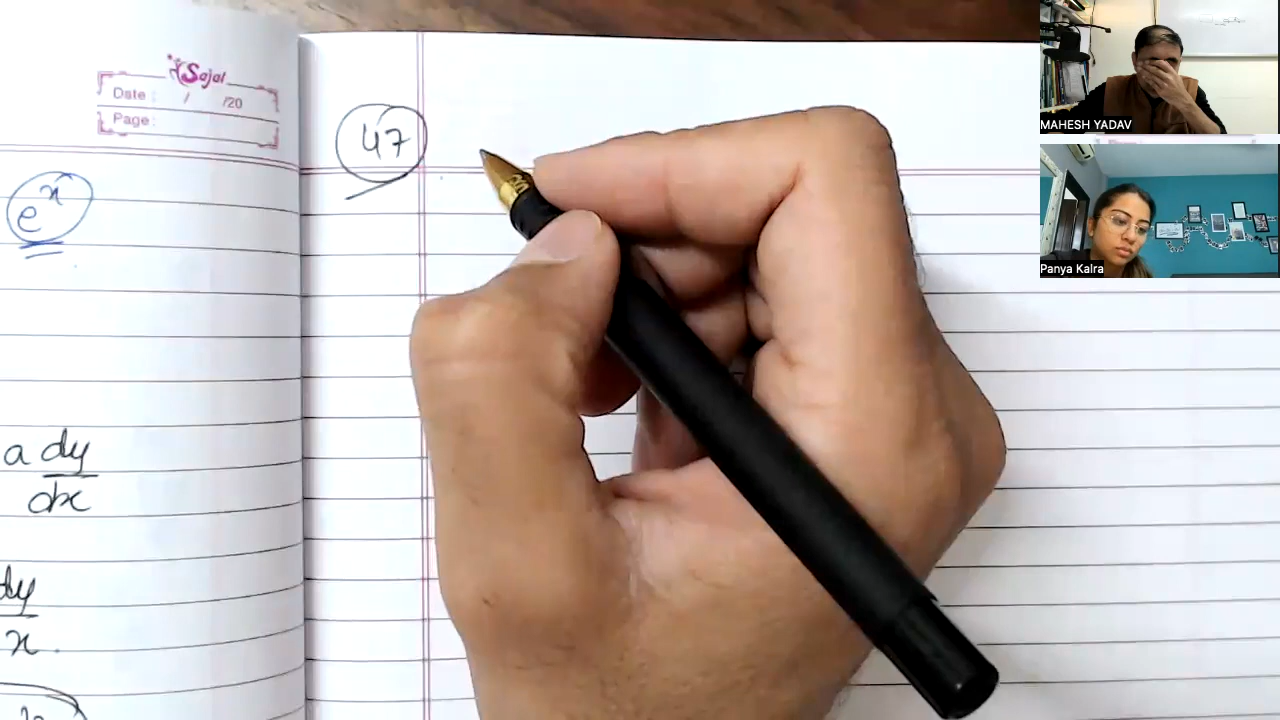 Sajal
Date : / /20
Page :
e^x
a dy
dx
dy
x .
47
MAHESH YADAV
Panya Kalra